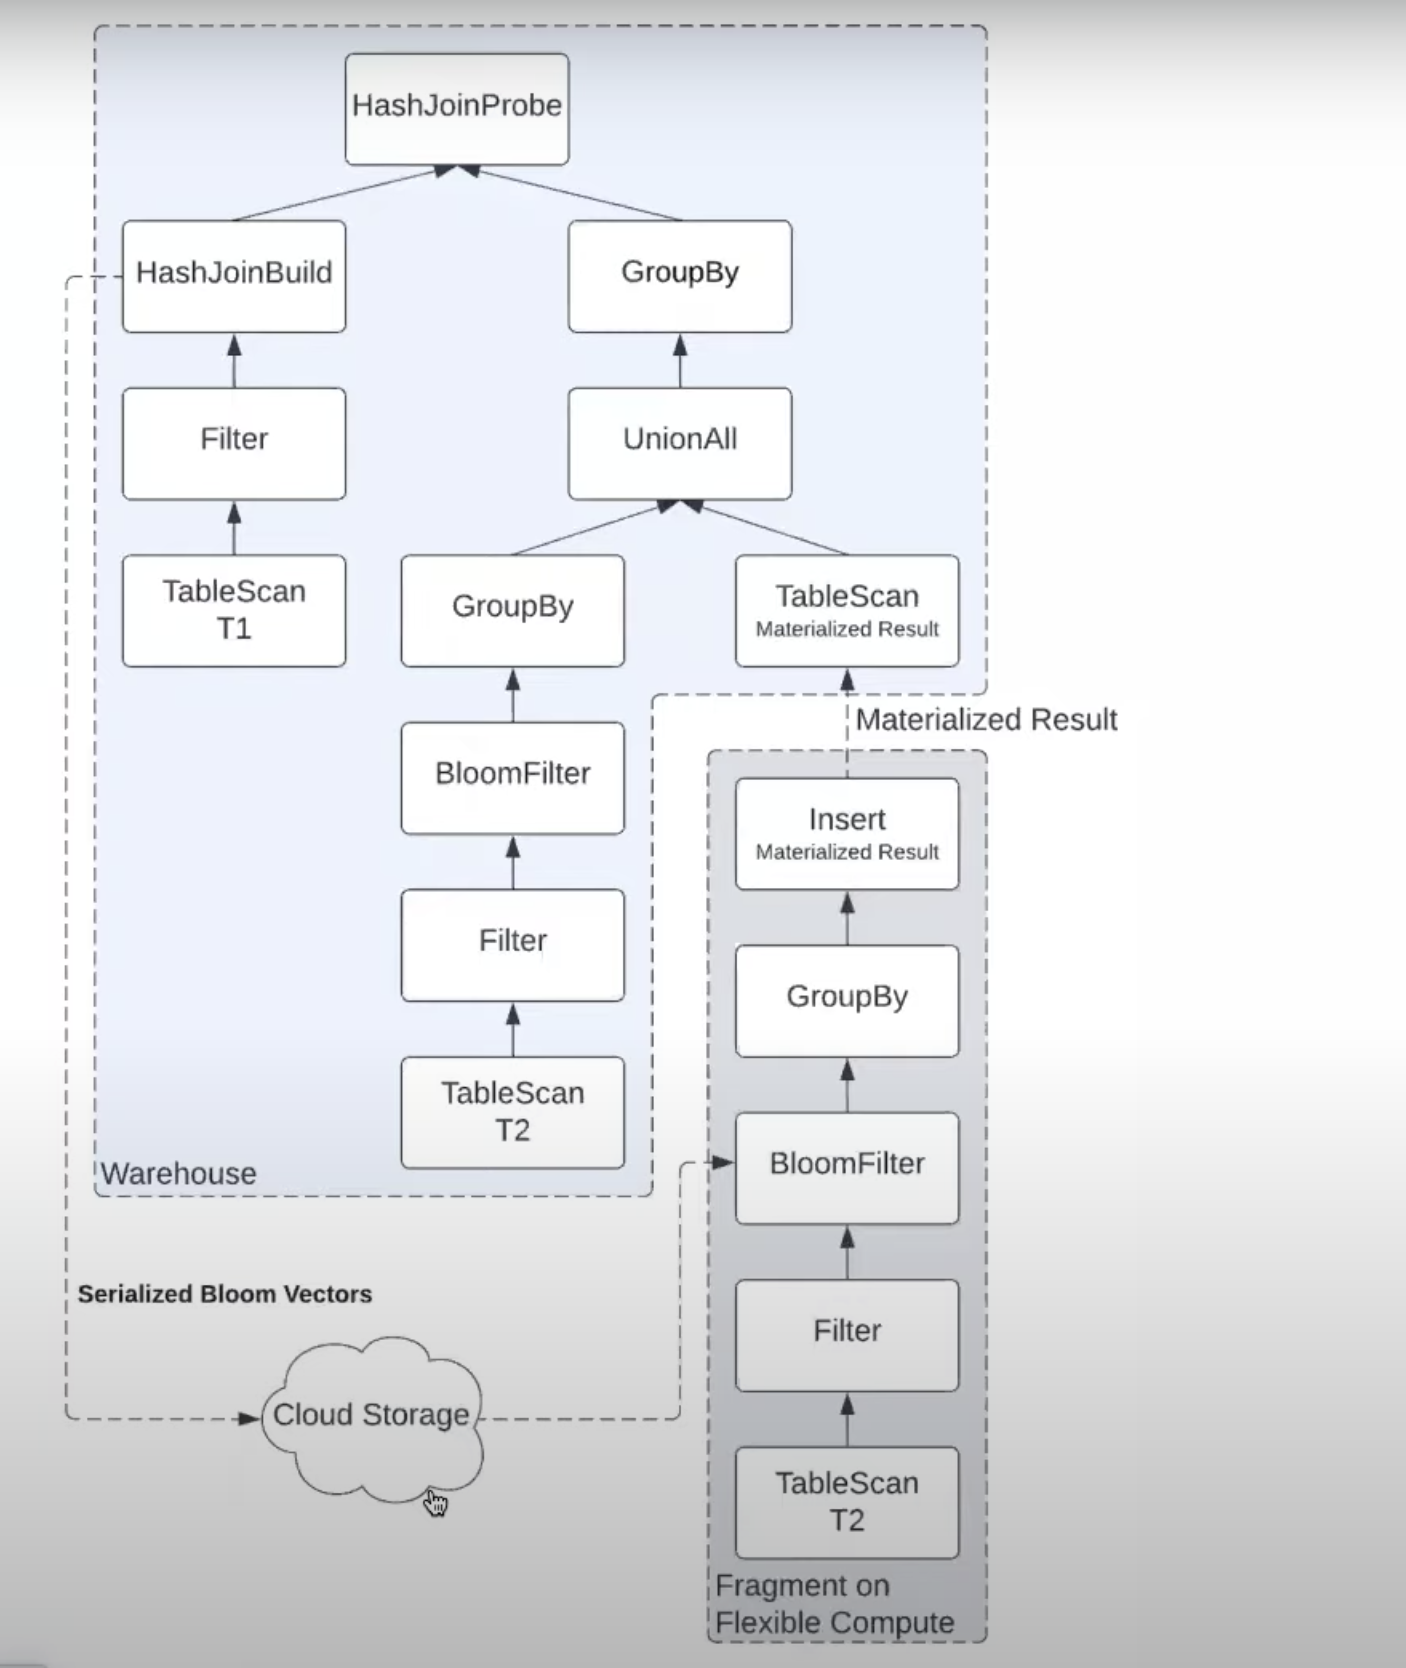 HashJoinProbe
HashJoinBuild
GroupBy
Filter
UnionAll
TableScan
T1
GroupBy
TableScan
Materialized Result
Materialized Result
BloomFilter
Insert
Materialized Result
Filter
GroupBy
TableScan
T2
Warehouse
BloomFilter
Serialized Bloom Vectors
Filter
Cloud Storage
TableScan
T2
Fragment on
Flexible Compute